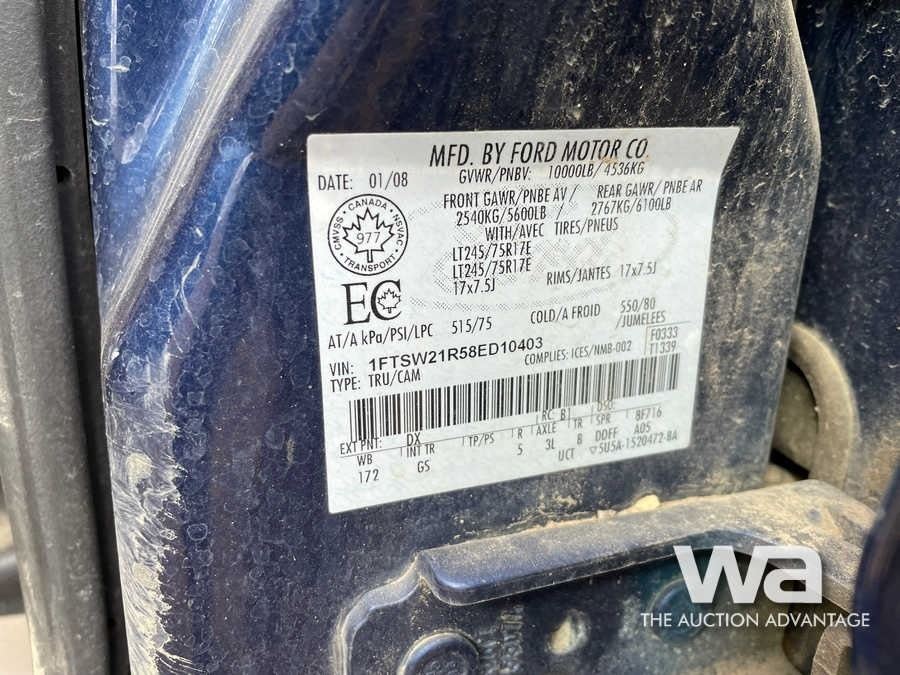 MFD. BY FORD MOTOR CO.
DATE: 01/08
GVWR/PNBV: 10000LB/ 4536KG
FRONT GAWR/PNBE AV / REAR GAWR/ PNBE AR
2540KG/5600LB 2767KG/6100LB
WITH/AVEC TIRES/PNEUS
LT245/75R17E
LT245/75R17E
17x7.5J RIMS/JANTES 17x7.5J
CMVSS · CANADA · NSVAC · TRANSPORT
977
EC
AT/A kPa/PSI/LPC 515/75 COLD/A FROID 550/80
/JUMELEES
VIN: 1FTSW21R58ED10403 COMPLIES: ICES/NMB-002 F0333
TYPE: TRU/CAM T1339
RC B1 DSO:
EXT PNT: DX TP/PS R AXLE TR SPR 8F716
WB INT TR 5 3L B DDFF A05
172 GS UCT ▽5U5A-1520472-BA
wa
THE AUCTION ADVANTAGE